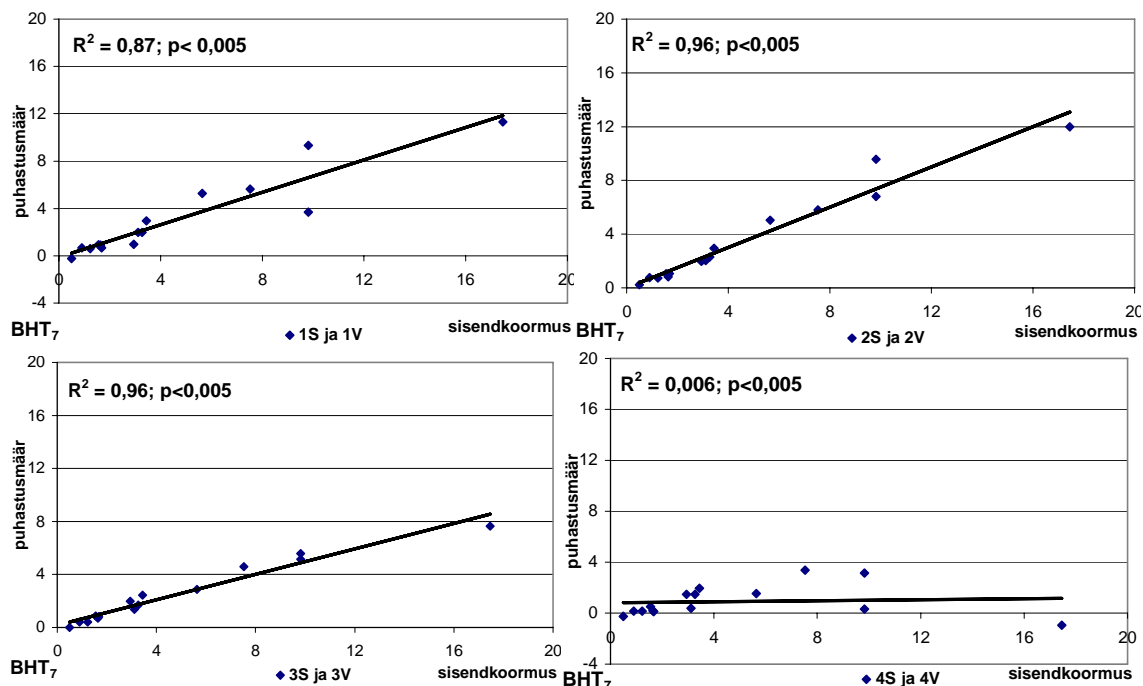 R² = 0,87; p< 0,005
puhastusmäär
20
16
12
8
4
0
-4
0 4 8 12 16 20
BHT₇
sisendkoormus
1S ja 1V
R² = 0,96; p<0,005
puhastusmäär
20
16
12
8
4
0
0 4 8 12 16 20
BHT₇
sisendkoormus
2S ja 2V
R² = 0,96; p<0,005
puhastusmäär
20
16
12
8
4
0
0 4 8 12 16 20
BHT₇
sisendkoormus
3S ja 3V
R² = 0,006; p<0,005
puhastusmäär
20
16
12
8
4
0
-4
0 4 8 12 16 20
BHT₇
sisendkoormus
4S ja 4V